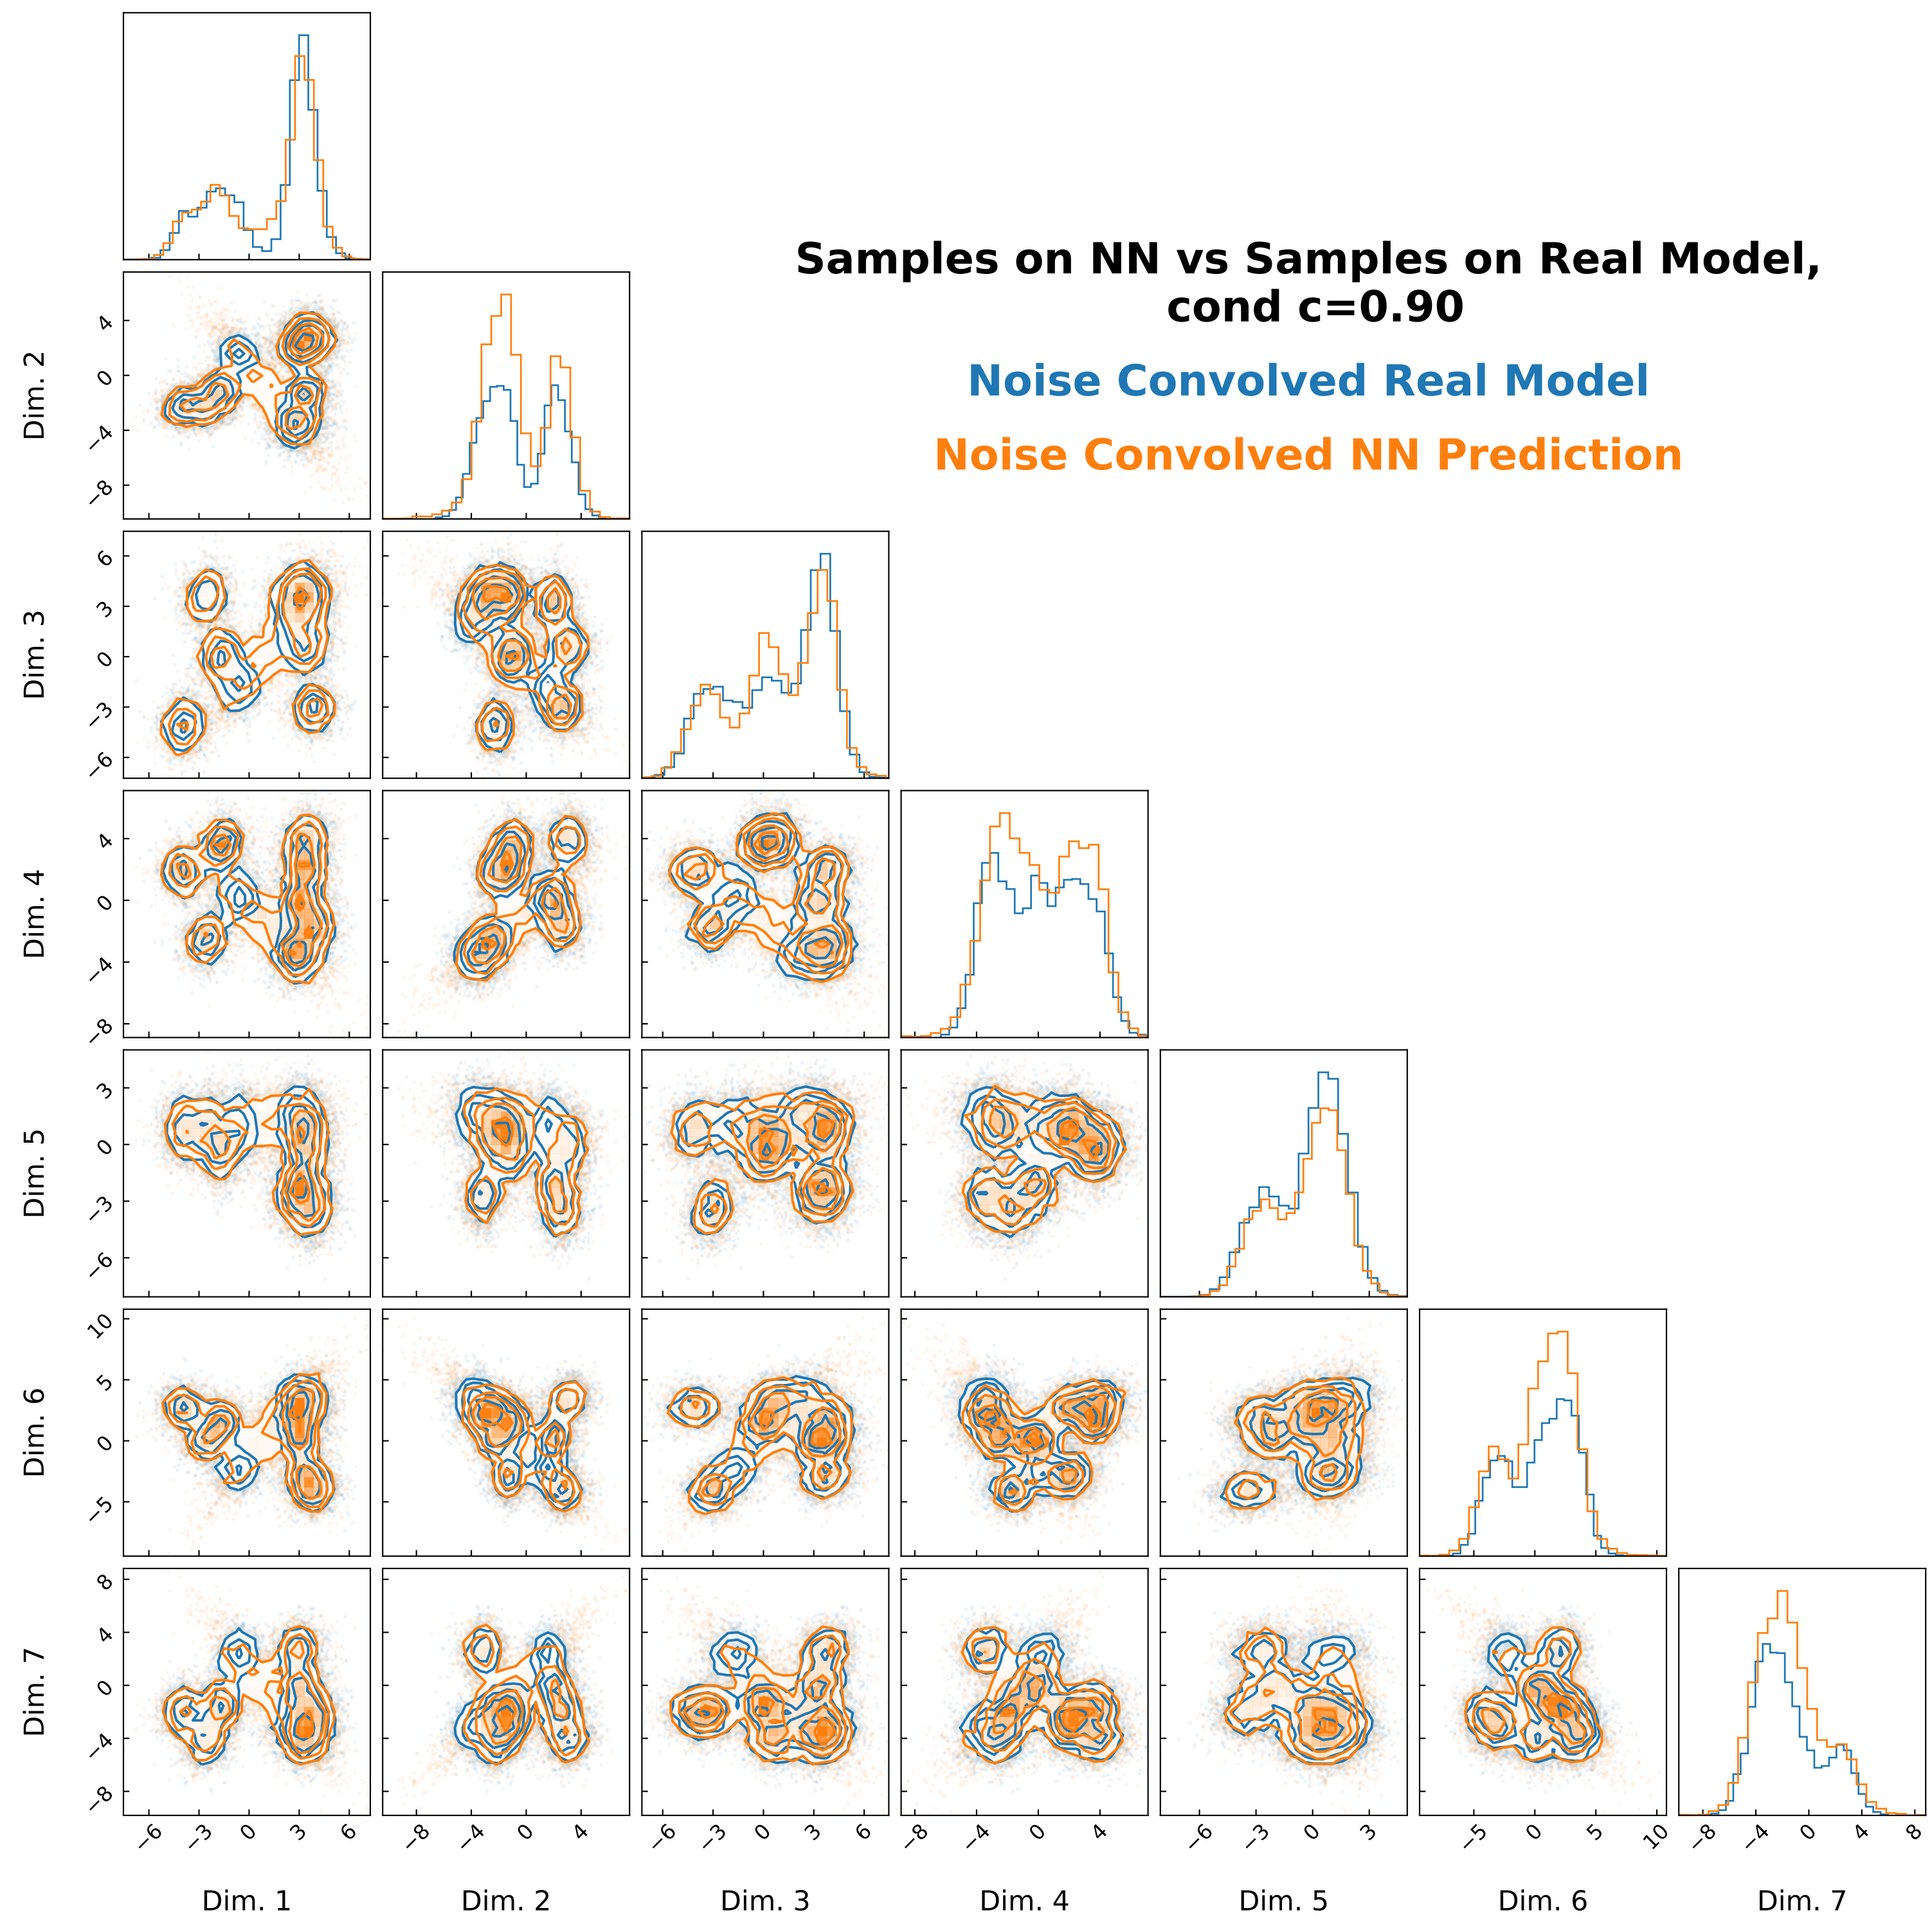 Samples on NN vs Samples on Real Model,
cond c=0.90
Noise Convolved Real Model
Noise Convolved NN Prediction
Dim. 2
4
0
−4
−8
Dim. 3
6
3
0
−3
−6
Dim. 4
4
0
−4
−8
Dim. 5
3
0
−3
−6
Dim. 6
10
5
0
−5
Dim. 7
8
4
0
−4
−8
−6 −3 0 3 6 −8 −4 0 4 −6 −3 0 3 6 −8 −4 0 4 −6 −3 0 3 −5 0 5 10 −8 −4 0 4 8
Dim. 1 Dim. 2 Dim. 3 Dim. 4 Dim. 5 Dim. 6 Dim. 7